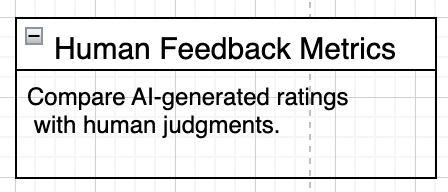 Human Feedback Metrics
Compare AI-generated ratings
with human judgments.